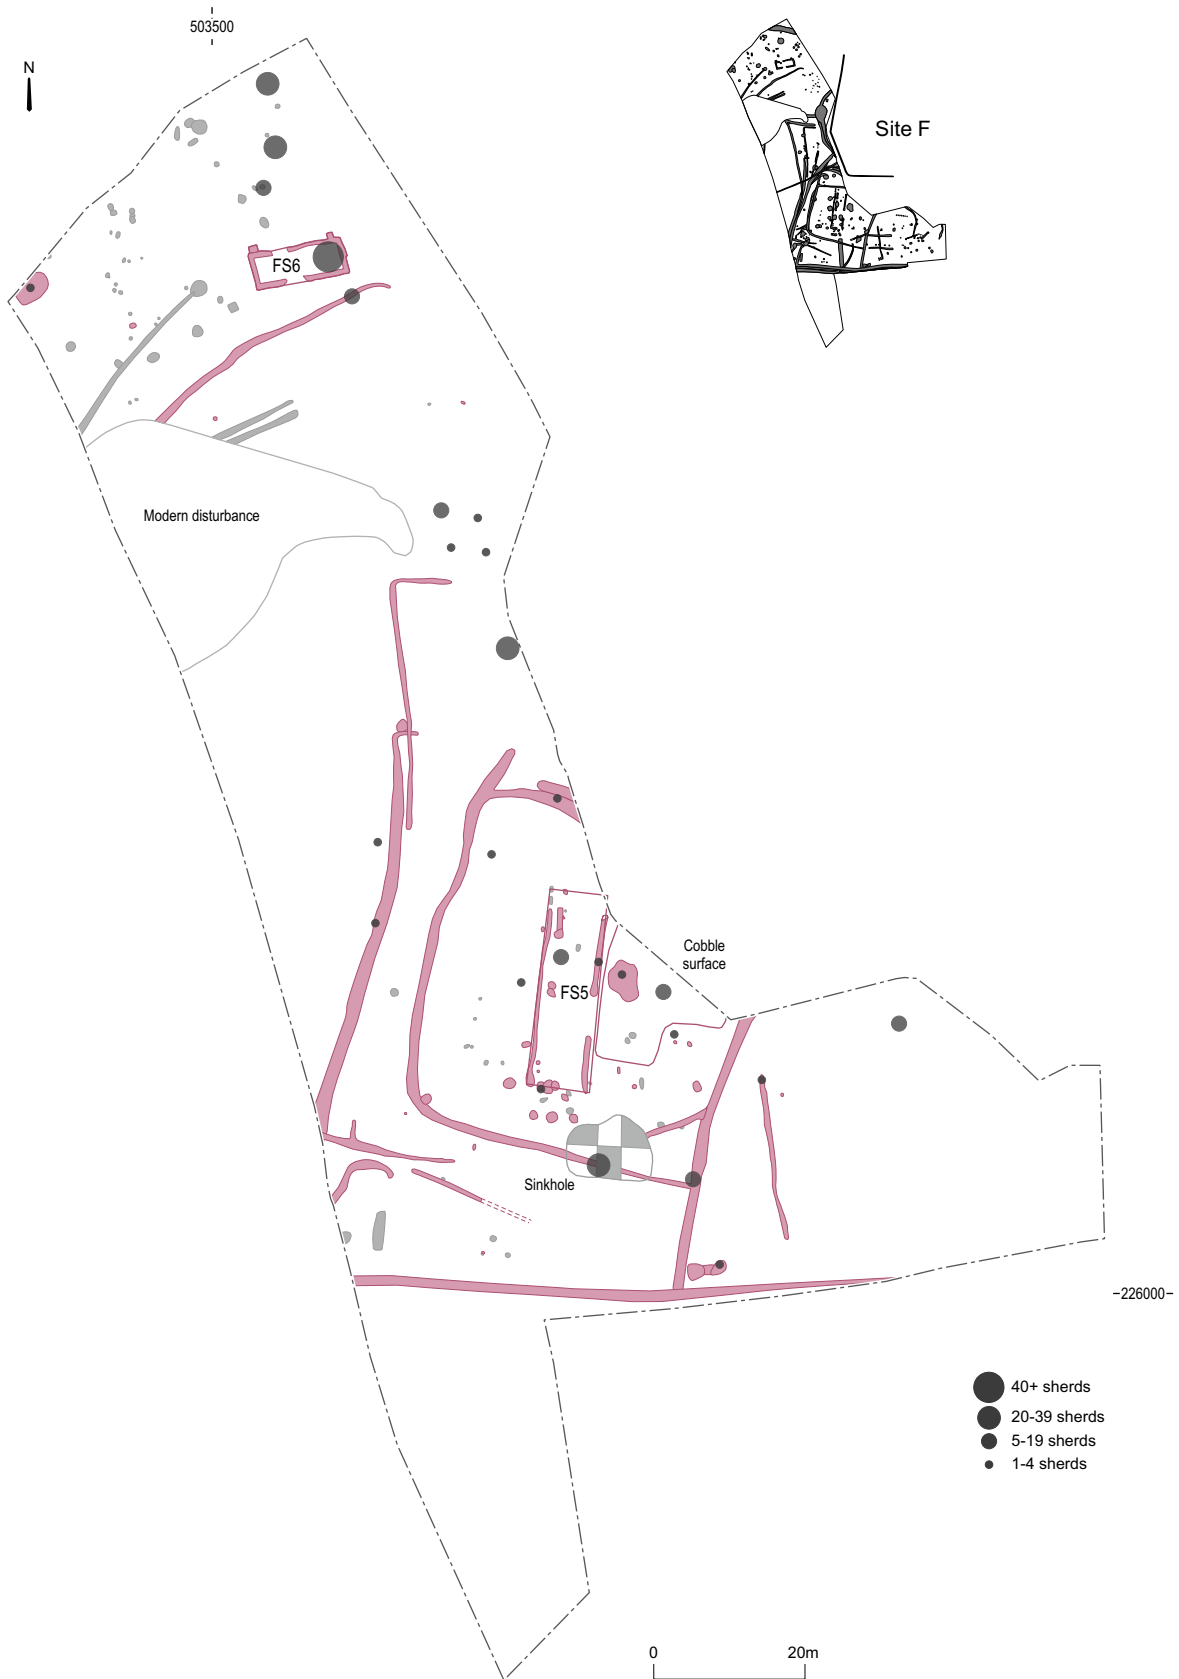 503500
N
Site F
FS6
Modern disturbance
Cobble
surface
FS5
Sinkhole
-226000-
40+ sherds
20-39 sherds
5-19 sherds
1-4 sherds
0 20m